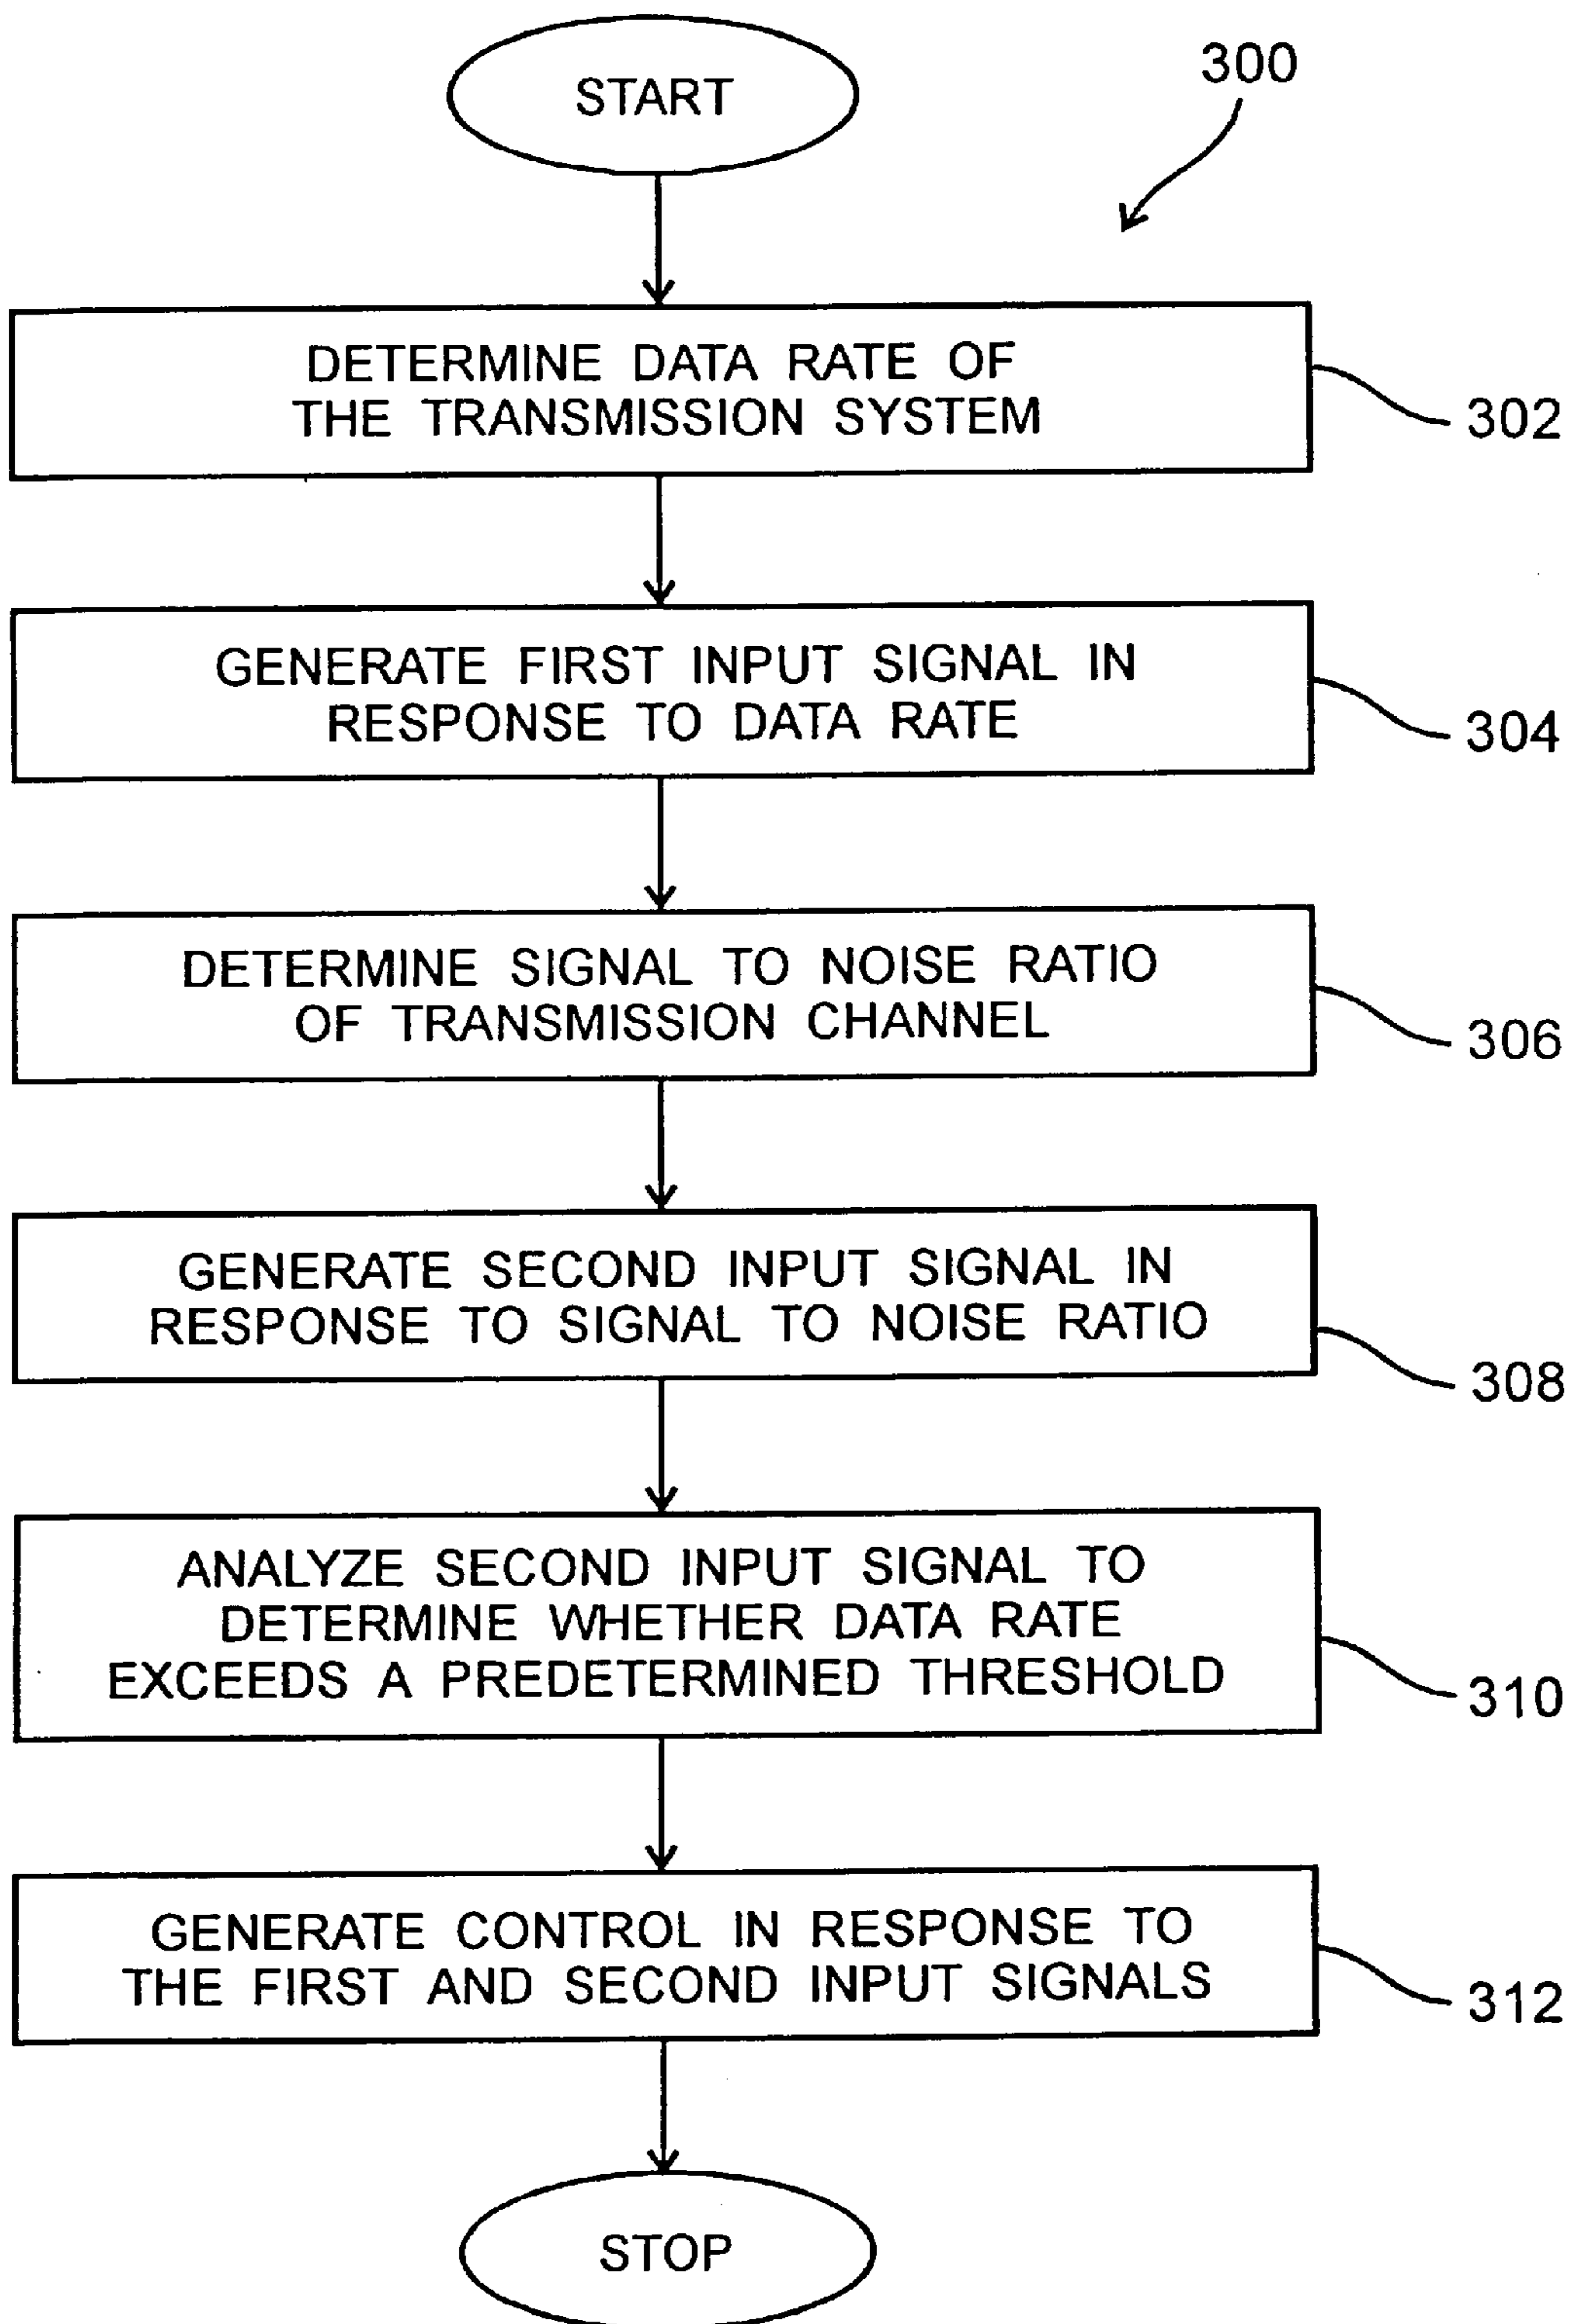 START
300
DETERMINE DATA RATE OF
THE TRANSMISSION SYSTEM
302
GENERATE FIRST INPUT SIGNAL IN
RESPONSE TO DATA RATE
304
DETERMINE SIGNAL TO NOISE RATIO
OF TRANSMISSION CHANNEL
306
GENERATE SECOND INPUT SIGNAL IN
RESPONSE TO SIGNAL TO NOISE RATIO
308
ANALYZE SECOND INPUT SIGNAL TO
DETERMINE WHETHER DATA RATE
EXCEEDS A PREDETERMINED THRESHOLD
310
GENERATE CONTROL IN RESPONSE TO
THE FIRST AND SECOND INPUT SIGNALS
312
STOP